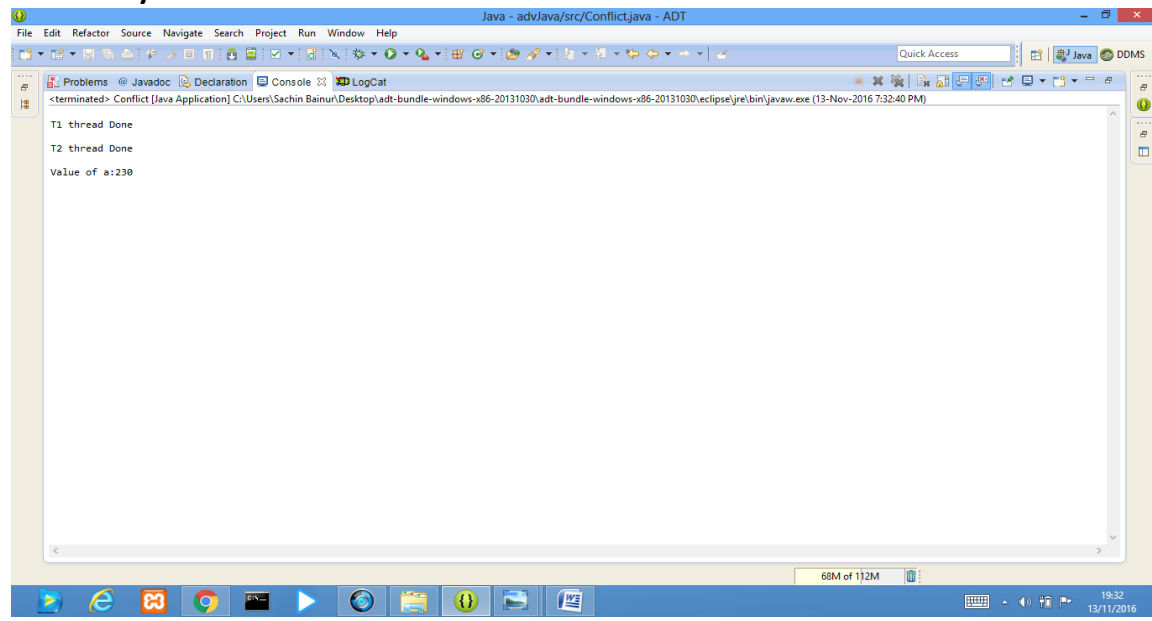 Java - advJava/src/Conflict.java - ADT
File Edit Refactor Source Navigate Search Project Run Window Help
Quick Access
Java
DDMS
Problems @ Javadoc Declaration Console LogCat
<terminated> Conflict [Java Application] C:\Users\Sachin Bainur\Desktop\adt-bundle-windows-x86-20131030\adt-bundle-windows-x86-20131030\eclipse\jre\bin\javaw.exe (13-Nov-2016 7:32:40 PM)
T1 thread Done
T2 thread Done
Value of a:230
68M of 112M
19:32
13/11/2016